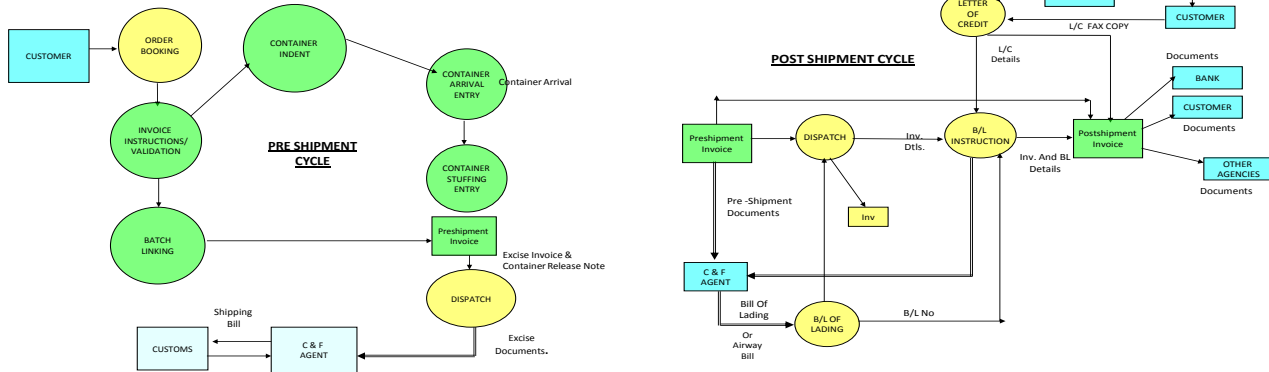 CUSTOMER
ORDER
BOOKING
CONTAINER
INDENT
CONTAINER
ARRIVAL
ENTRY
Container Arrival
INVOICE
INSTRUCTIONS/
VALIDATION
PRE SHIPMENT
CYCLE
CONTAINER
STUFFING
ENTRY
BATCH
LINKING
Preshipment
Invoice
Excise Invoice &
Container Release Note
DISPATCH
Shipping
Bill
CUSTOMS
C & F
AGENT
Excise
Documents.
LETTER
OF
CREDIT
CUSTOMER
L/C FAX COPY
L/C
Details
POST SHIPMENT CYCLE
Documents
BANK
CUSTOMER
Documents
Preshipment
Invoice
DISPATCH
Inv.
Dtls.
B/L
INSTRUCTION
Inv. And BL
Details
Postshipment
Invoice
OTHER
AGENCIES
Documents
Pre -Shipment
Documents
Inv
C & F
AGENT
Bill Of
Lading
Or
Airway
Bill
B/L OF
LADING
B/L No